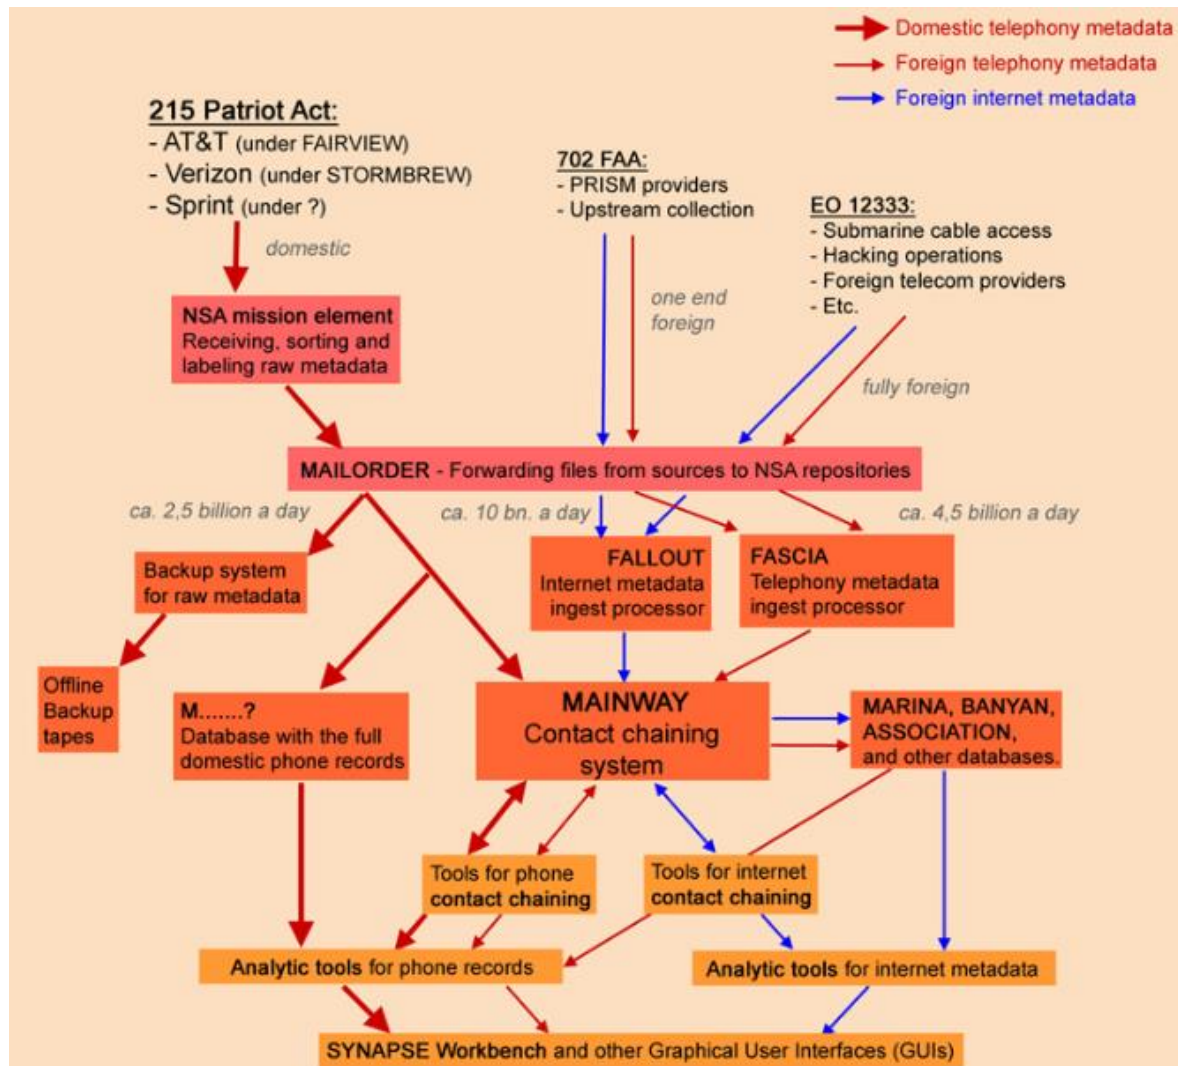 Domestic telephony metadata
Foreign telephony metadata
Foreign internet metadata
215 Patriot Act:
- AT&T (under FAIRVIEW)
- Verizon (under STORMBREW)
- Sprint (under ?)
domestic
702 FAA:
- PRISM providers
- Upstream collection
one end
foreign
EO 12333:
- Submarine cable access
- Hacking operations
- Foreign telecom providers
- Etc.
fully foreign
NSA mission element
Receiving, sorting and
labeling raw metadata
MAILORDER - Forwarding files from sources to NSA repositories
ca. 2,5 billion a day
ca. 10 bn. a day
ca. 4,5 billion a day
Backup system
for raw metadata
FALLOUT
Internet metadata
ingest processor
FASCIA
Telephony metadata
ingest processor
Offline
Backup
tapes
M.......?
Database with the full
domestic phone records
MAINWAY
Contact chaining
system
MARINA, BANYAN,
ASSOCIATION,
and other databases.
Tools for phone
contact chaining
Tools for internet
contact chaining
Analytic tools for phone records
Analytic tools for internet metadata
SYNAPSE Workbench and other Graphical User Interfaces (GUIs)